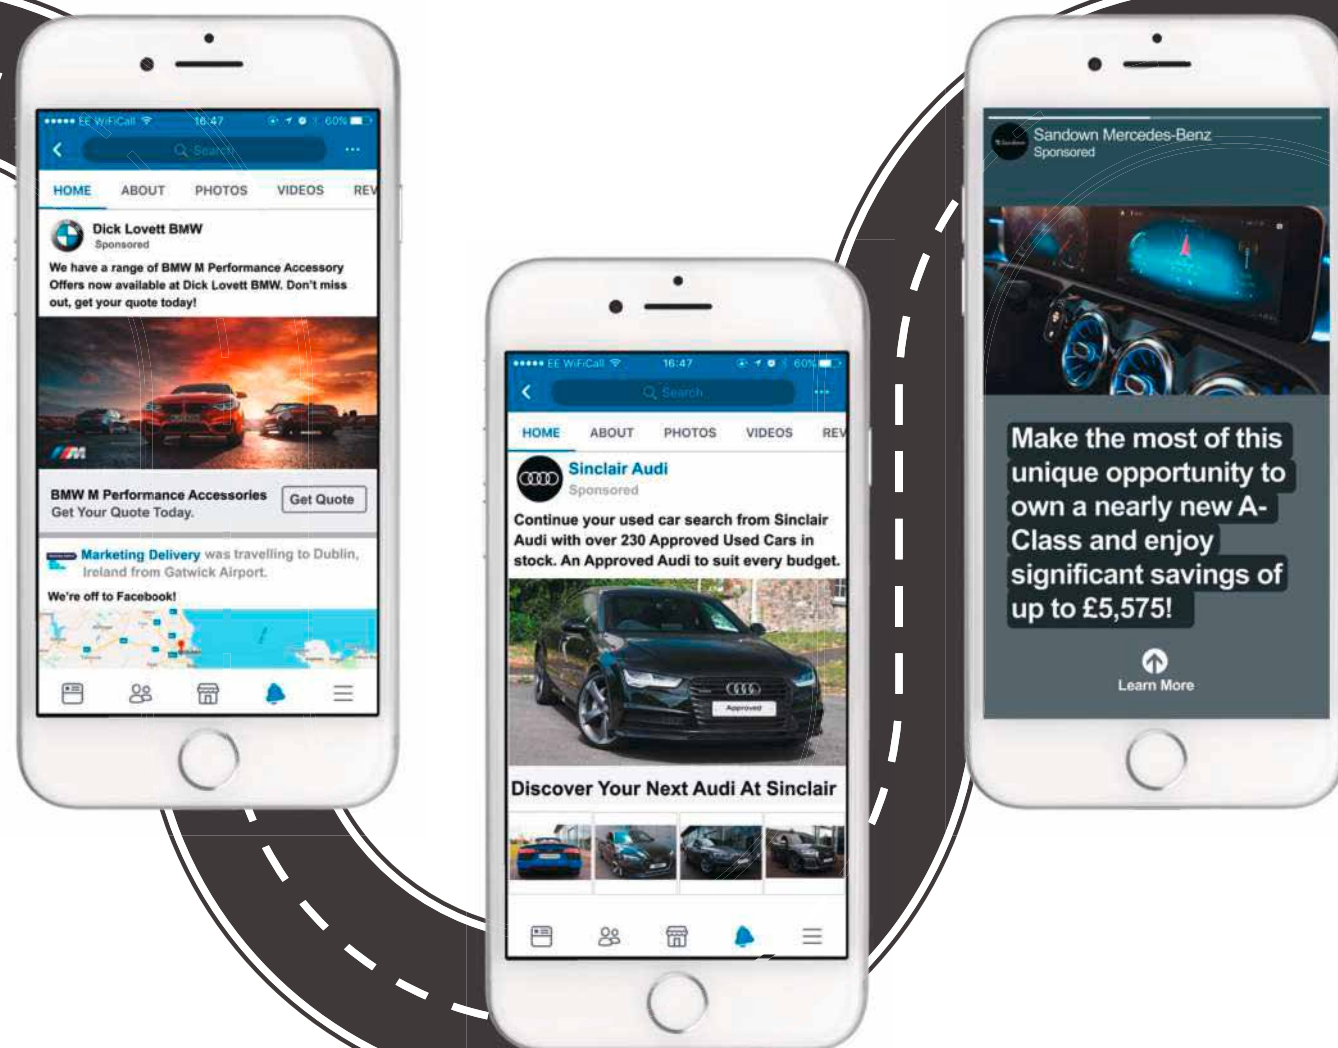 EE WiFiCall 16:47 60%
Search
HOME ABOUT PHOTOS VIDEOS REV
Dick Lovett BMW
Sponsored
We have a range of BMW M Performance Accessory
Offers now available at Dick Lovett BMW. Don't miss
out, get your quote today!
BMW M Performance Accessories
Get Your Quote Today.
Get Quote
Marketing Delivery was travelling to Dublin,
Ireland from Gatwick Airport.
We're off to Facebook!
EE WiFiCall 16:47 60%
Search
HOME ABOUT PHOTOS VIDEOS REV
Sinclair Audi
Sponsored
Continue your used car search from Sinclair
Audi with over 230 Approved Used Cars in
stock. An Approved Audi to suit every budget.
Approved
Discover Your Next Audi At Sinclair
Sandown Mercedes-Benz
Sponsored
Make the most of this
unique opportunity to
own a nearly new A-
Class and enjoy
significant savings of
up to £5,575!
Learn More